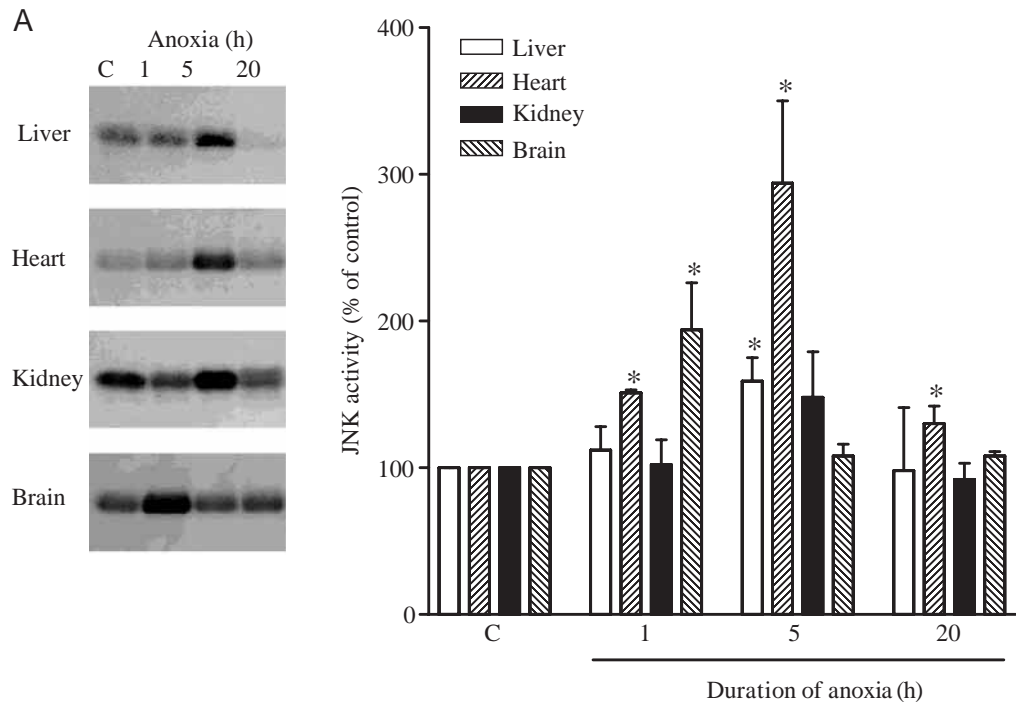 A
Anoxia (h)
C 1 5 20
Liver
Heart
Kidney
Brain
JNK activity (% of control)
400
300
200
100
0
Liver
Heart
Kidney
Brain
*
*
*
*
*
*
C 1 5 20
Duration of anoxia (h)